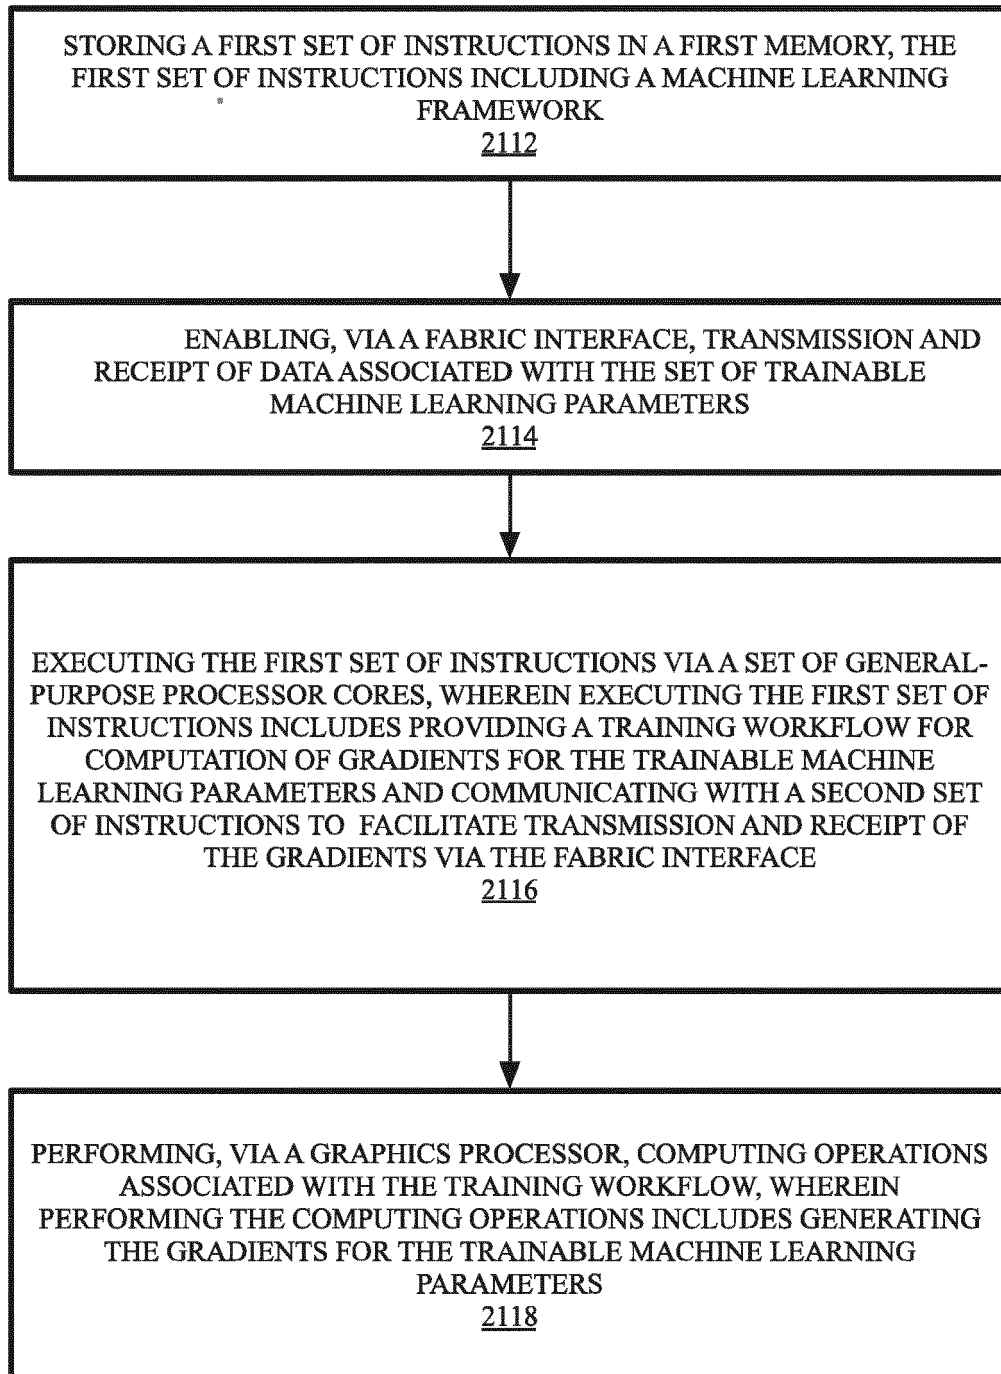 STORING A FIRST SET OF INSTRUCTIONS IN A FIRST MEMORY, THE
FIRST SET OF INSTRUCTIONS INCLUDING A MACHINE LEARNING
FRAMEWORK
2112
ENABLING, VIA A FABRIC INTERFACE, TRANSMISSION AND
RECEIPT OF DATA ASSOCIATED WITH THE SET OF TRAINABLE
MACHINE LEARNING PARAMETERS
2114
EXECUTING THE FIRST SET OF INSTRUCTIONS VIA A SET OF GENERAL-
PURPOSE PROCESSOR CORES, WHEREIN EXECUTING THE FIRST SET OF
INSTRUCTIONS INCLUDES PROVIDING A TRAINING WORKFLOW FOR
COMPUTATION OF GRADIENTS FOR THE TRAINABLE MACHINE
LEARNING PARAMETERS AND COMMUNICATING WITH A SECOND SET
OF INSTRUCTIONS TO FACILITATE TRANSMISSION AND RECEIPT OF
THE GRADIENTS VIA THE FABRIC INTERFACE
2116
PERFORMING, VIA A GRAPHICS PROCESSOR, COMPUTING OPERATIONS
ASSOCIATED WITH THE TRAINING WORKFLOW, WHEREIN
PERFORMING THE COMPUTING OPERATIONS INCLUDES GENERATING
THE GRADIENTS FOR THE TRAINABLE MACHINE LEARNING
PARAMETERS
2118